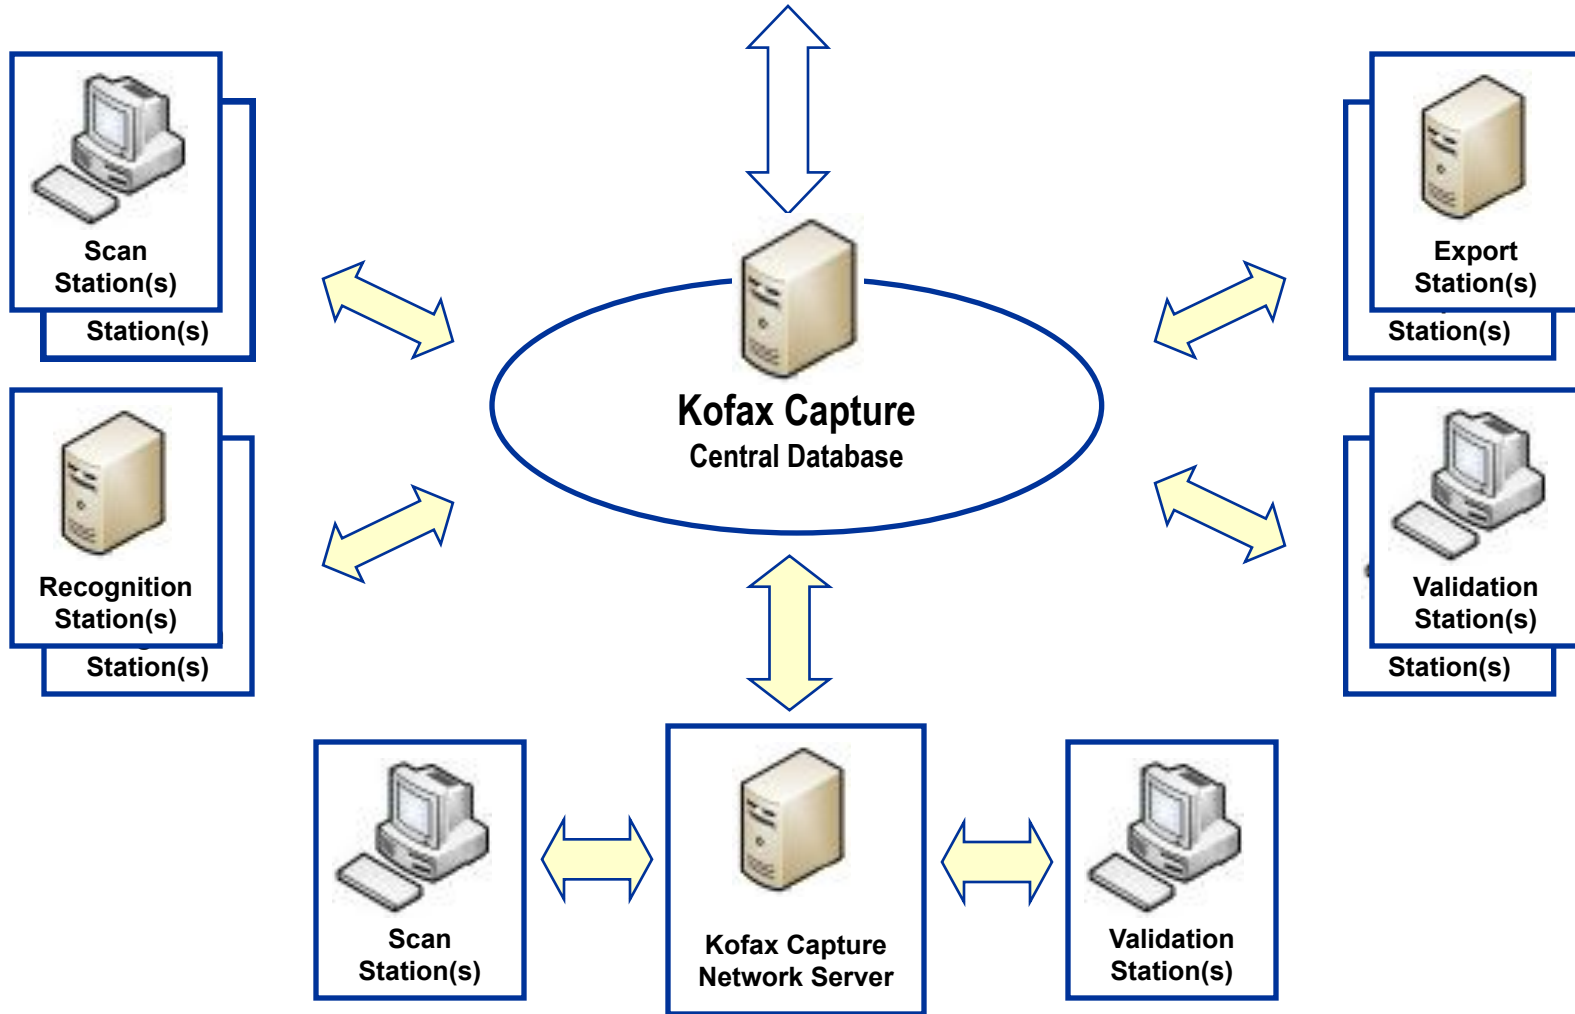 Scan
Station(s)
Station(s)
Export
Station(s)
Station(s)
Kofax Capture
Central Database
Recognition
Station(s)
Station(s)
Validation
Station(s)
Station(s)
Scan
Station(s)
Kofax Capture
Network Server
Validation
Station(s)